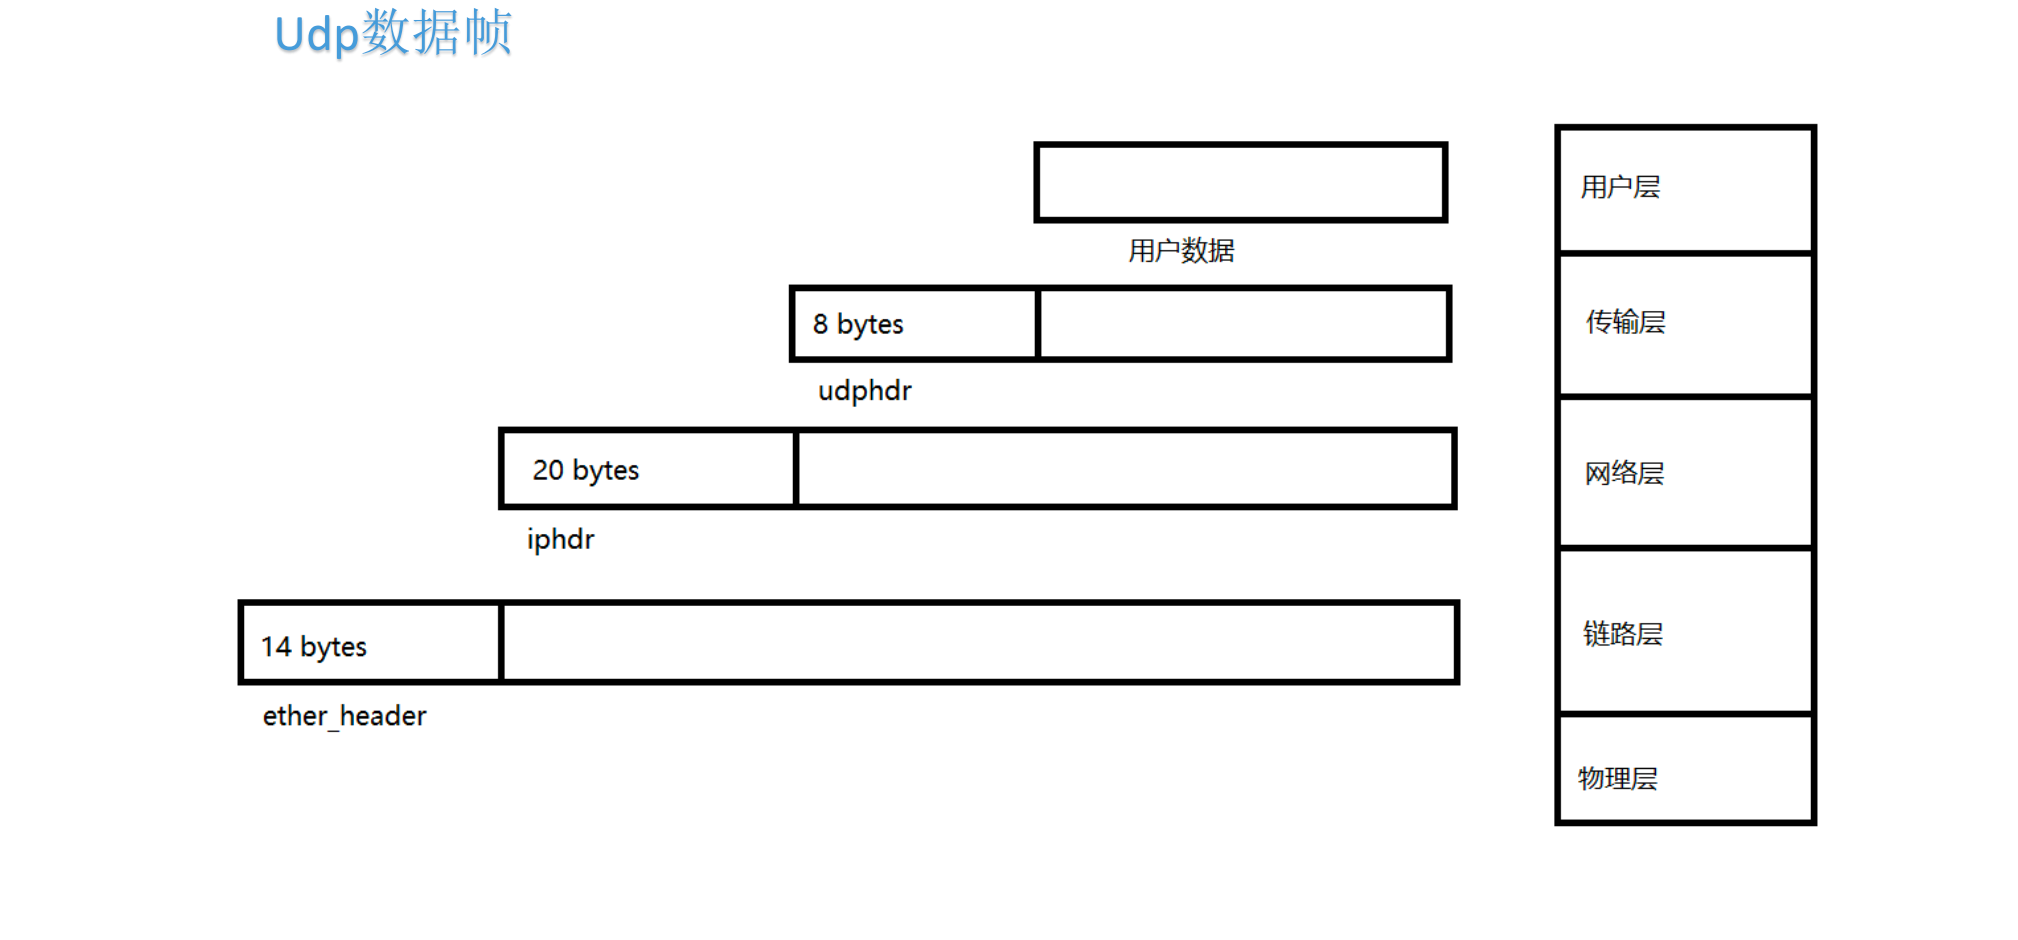 Udp数据帧
用户数据
8 bytes
udphdr
20 bytes
iphdr
14 bytes
ether_header
用户层
传输层
网络层
链路层
物理层